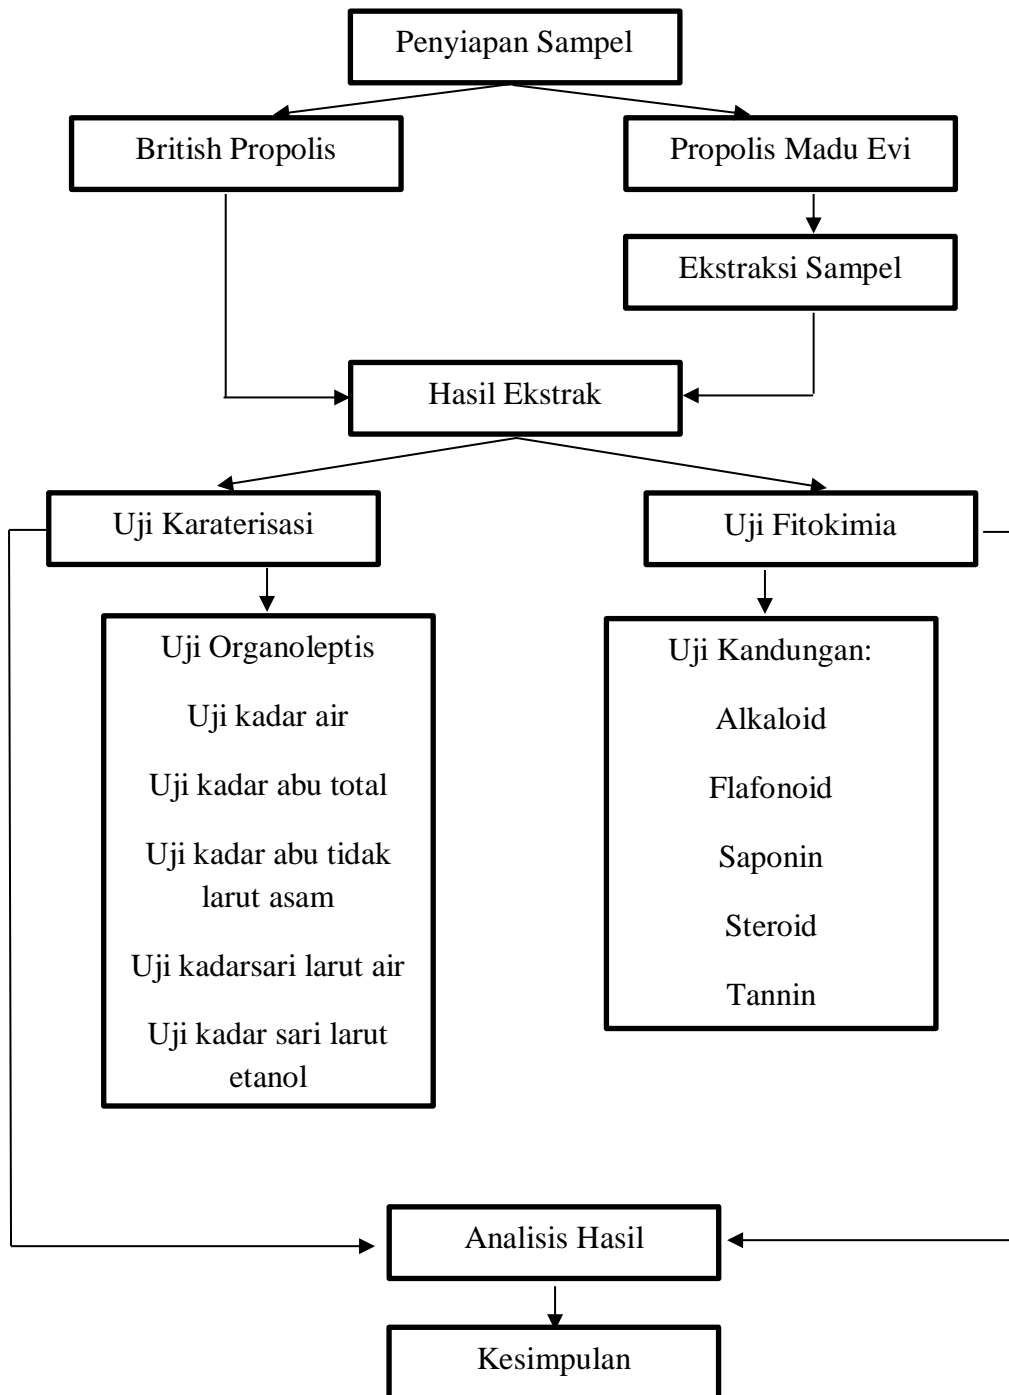 Penyiapan Sampel
British Propolis
Propolis Madu Evi
Ekstraksi Sampel
Hasil Ekstrak
Uji Karaterisasi
Uji Fitokimia
Uji Organoleptis
Uji kadar air
Uji kadar abu total
Uji kadar abu tidak
larut asam
Uji kadarsari larut air
Uji kadar sari larut
etanol
Uji Kandungan:
Alkaloid
Flafonoid
Saponin
Steroid
Tannin
Analisis Hasil
Kesimpulan